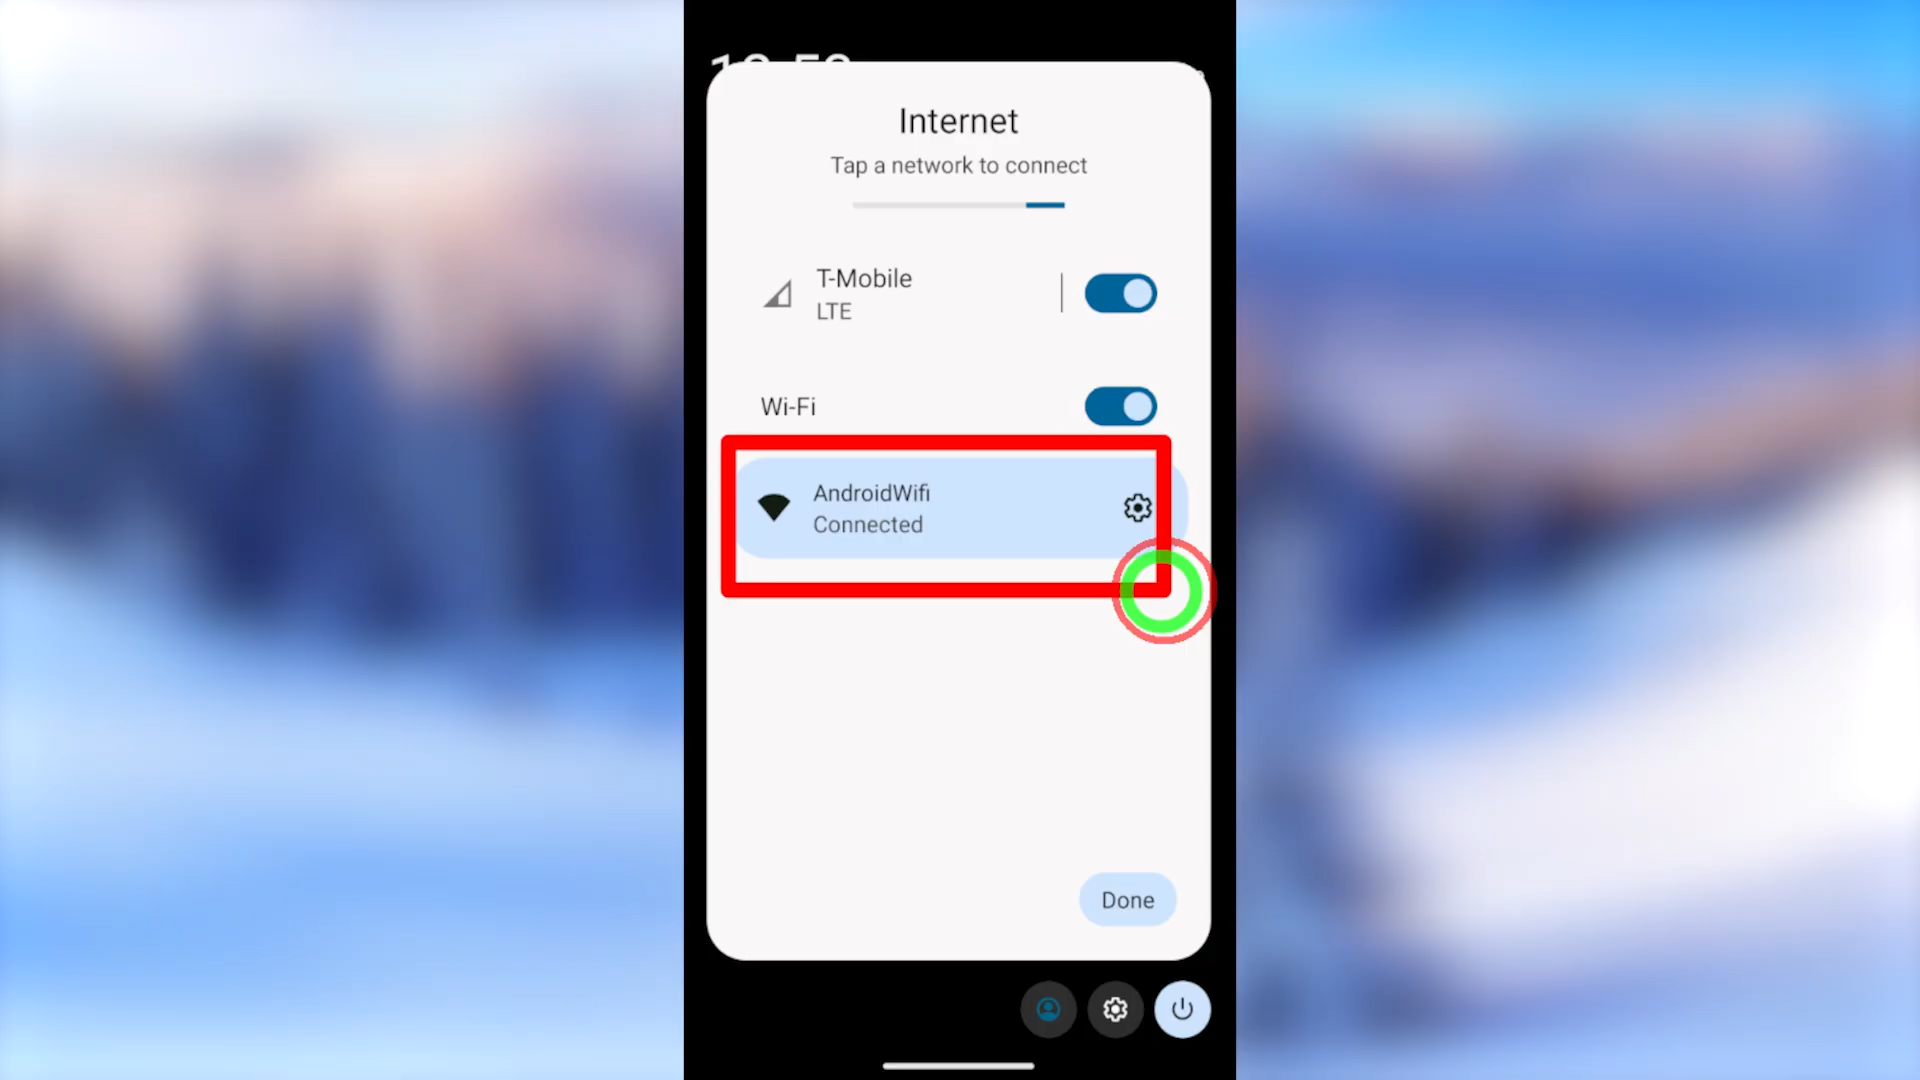 Internet
Tap a network to connect
T-Mobile
LTE
Wi-Fi
AndroidWifi
Connected
Done